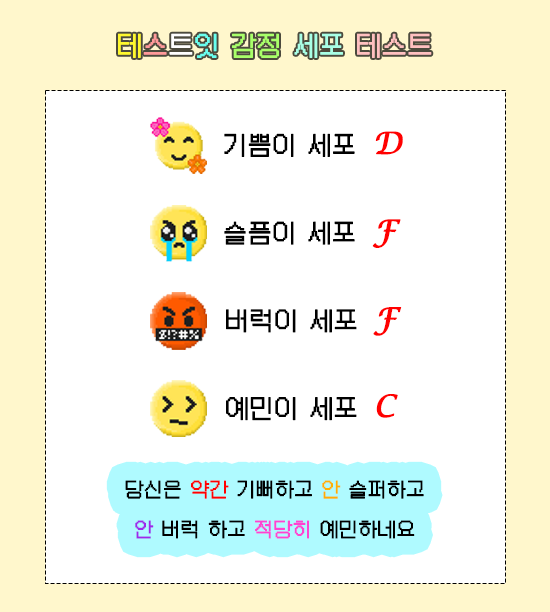 테스트잇 감정 세포 테스트
기쁨이 세포 D
슬픔이 세포 F
$!?#%
버럭이 세포 F
예민이 세포 C
당신은 약간 기뻐하고 안 슬퍼하고
안 버럭 하고 적당히 예민하네요